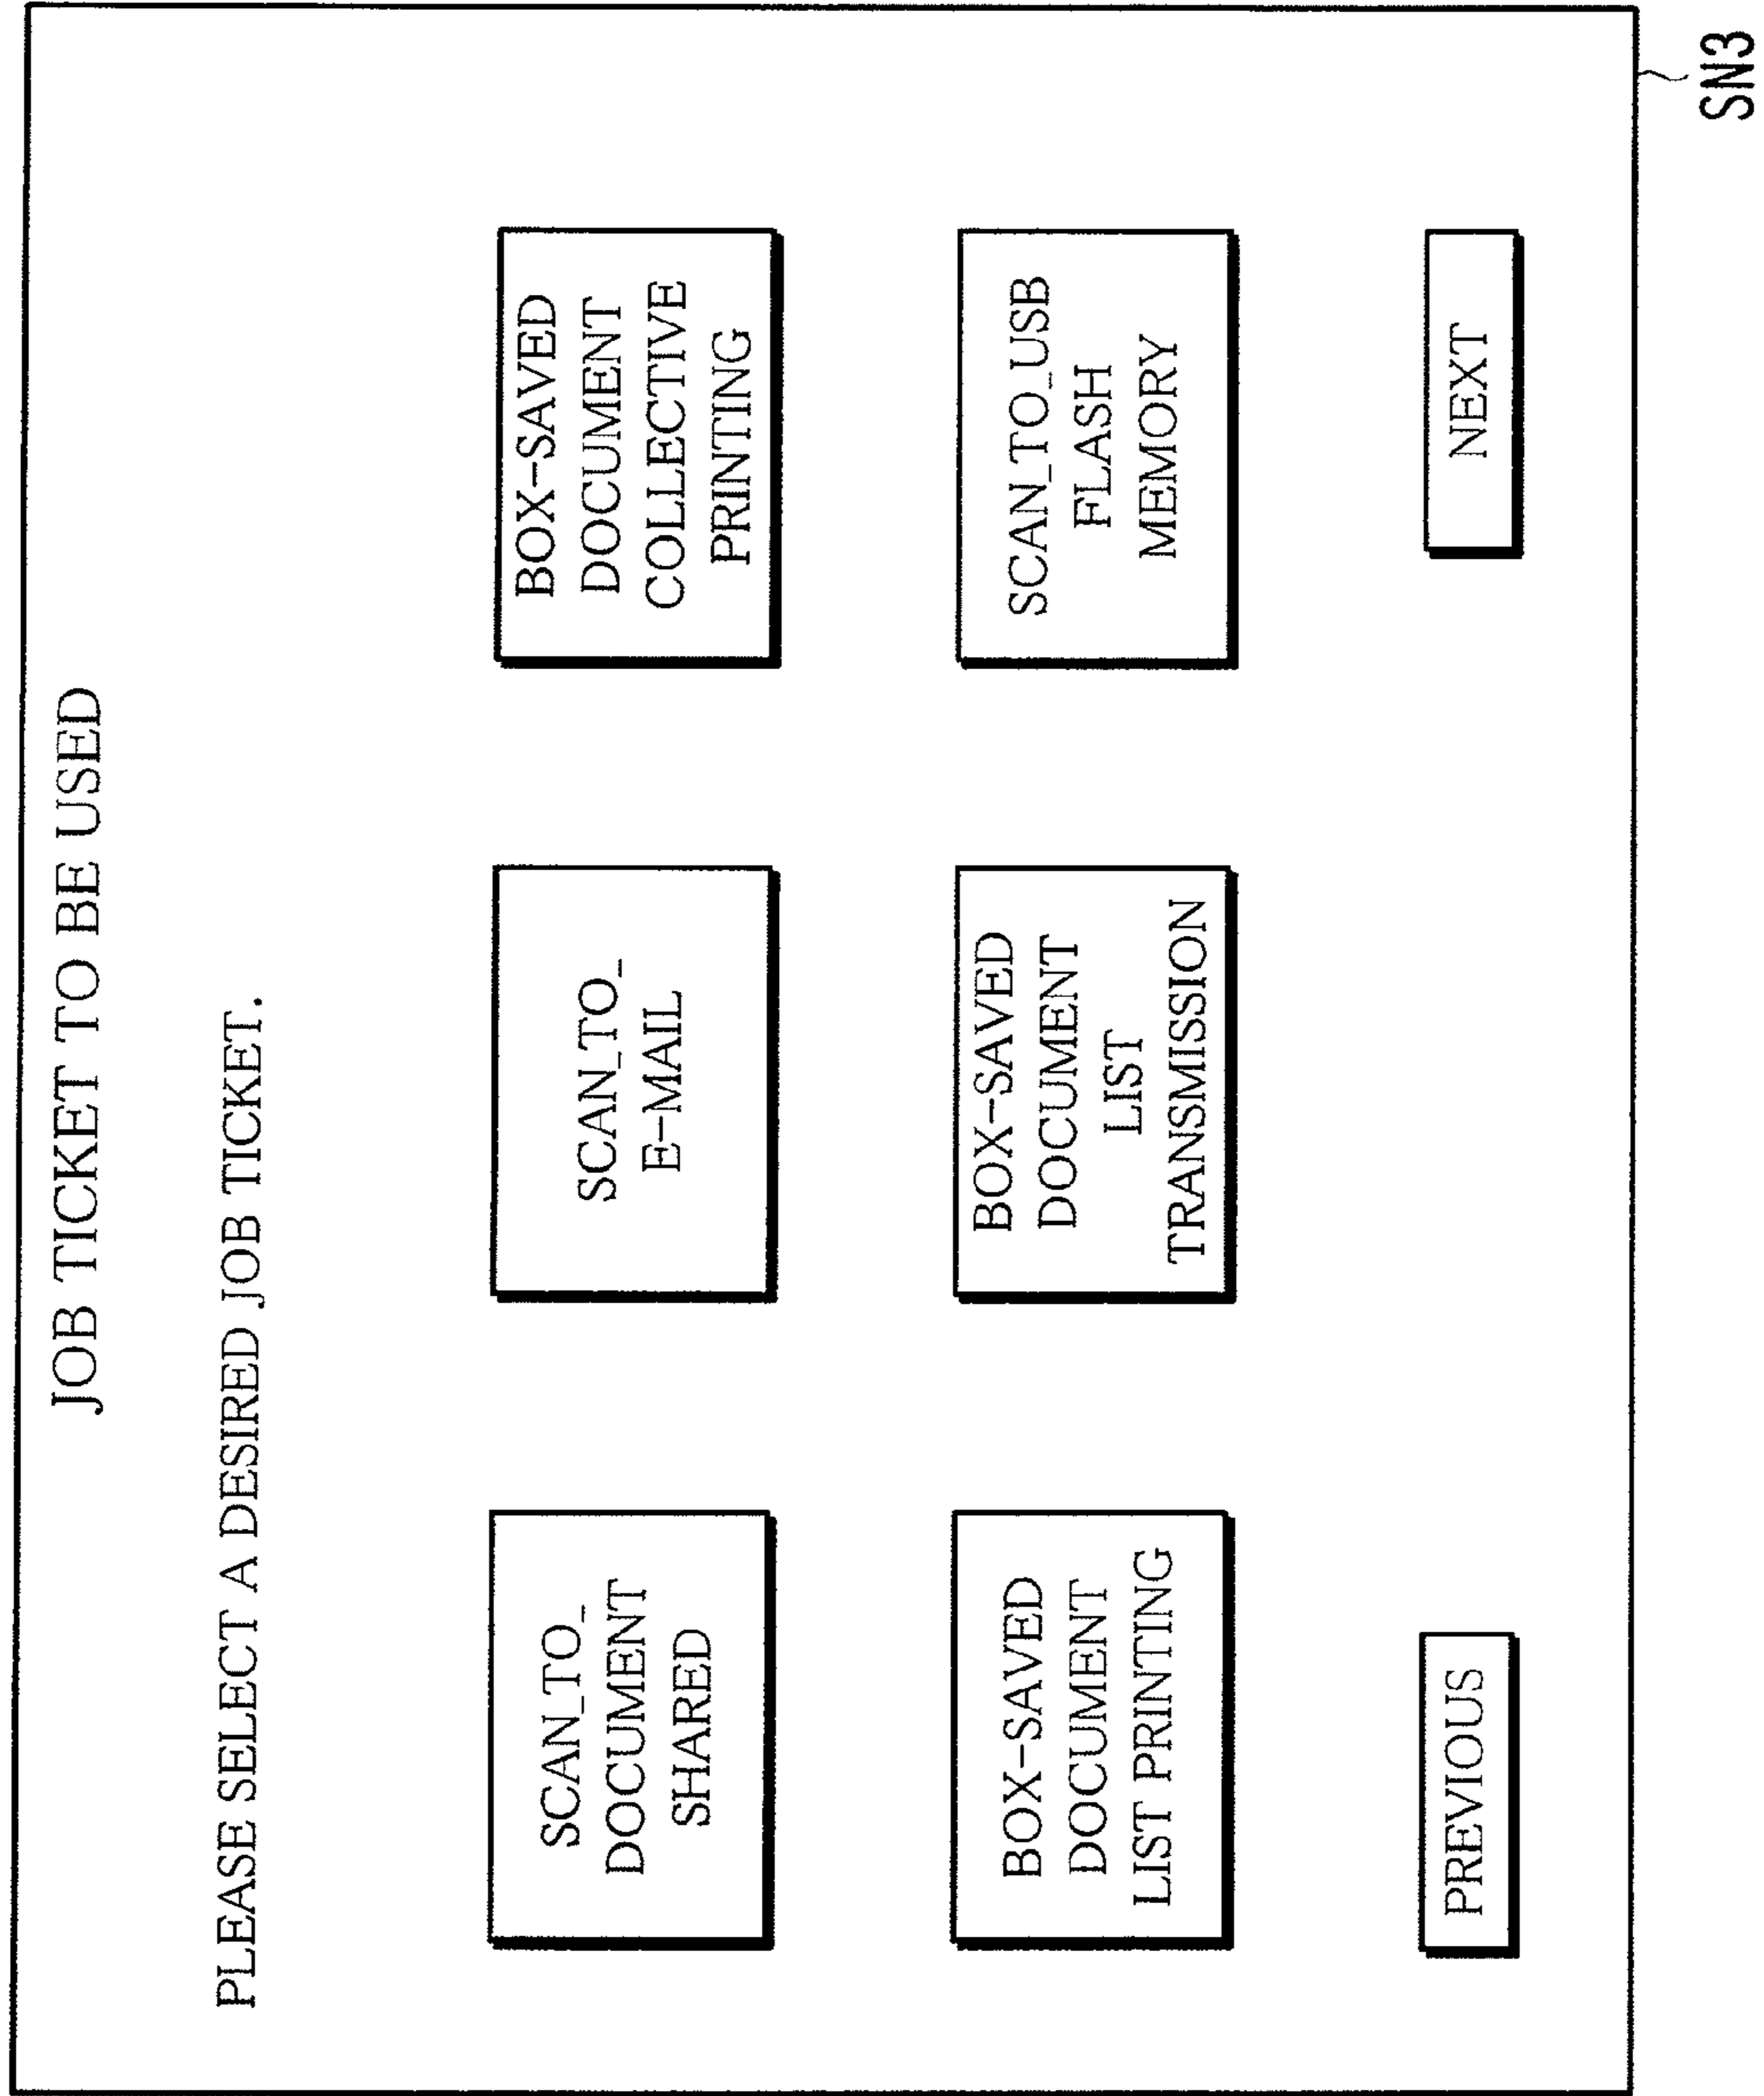 JOB TICKET TO BE USED
PLEASE SELECT A DESIRED JOB TICKET.
SCAN_TO_
DOCUMENT
SHARED
SCAN_TO_
E-MAIL
BOX-SAVED
DOCUMENT
COLLECTIVE
PRINTING
BOX-SAVED
DOCUMENT
LIST PRINTING
BOX-SAVED
DOCUMENT
LIST
TRANSMISSION
SCAN_TO_USB
FLASH
MEMORY
PREVIOUS
NEXT
SN3